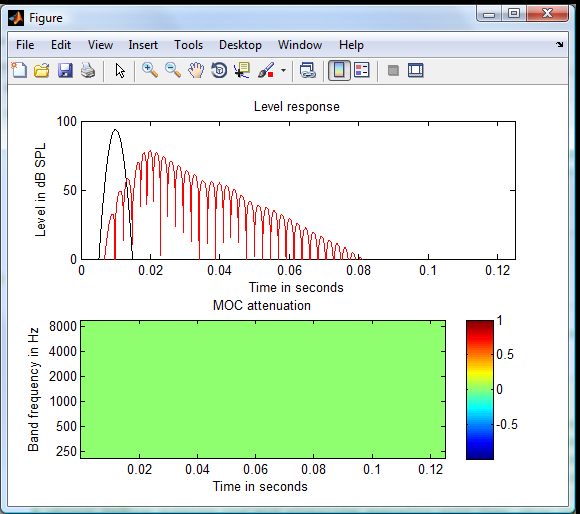 Figure
File Edit View Insert Tools Desktop Window Help
Level response
100
50
0
Level in dB SPL
0 0.02 0.04 0.06 0.08 0.1 0.12
Time in seconds
MOC attenuation
8000
4000
2000
1000
500
250
Band frequency in Hz
0.02 0.04 0.06 0.08 0.1 0.12
Time in seconds
1
0.5
0
-0.5